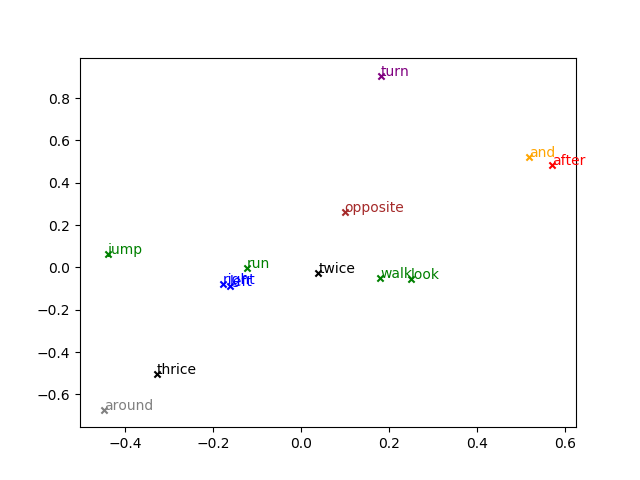 turn
0.8
and
0.6
after
0.4
opposite
0.2
jump
run
0.0
twice
walk
look
right
left
−0.2
−0.4
thrice
around
−0.6
−0.4
−0.2
0.0
0.2
0.4
0.6